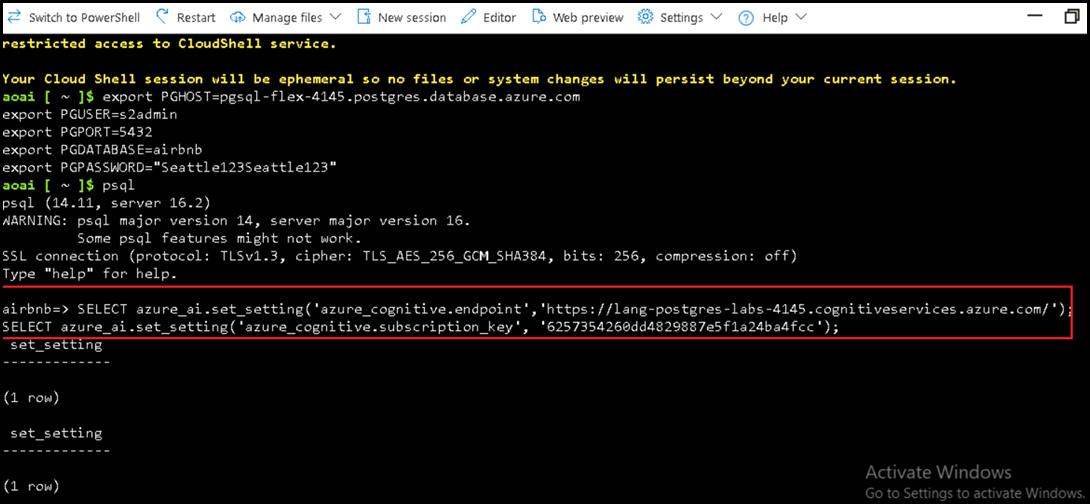 Switch to PowerShell Restart Manage files New session Editor Web preview Settings Help
restricted access to CloudShell service.
Your Cloud Shell session will be ephemeral so no files or system changes will persist beyond your current session.
aoai [ ~ ]$ export PGHOST=pgsql-flex-4145.postgres.database.azure.com
export PGUSER=s2admin
export PGPORT=5432
export PGDATABASE=airbnb
export PGPASSWORD="Seattle123Seattle123"
aoai [ ~ ]$ psql
psql (14.11, server 16.2)
WARNING: psql major version 14, server major version 16.
Some psql features might not work.
SSL connection (protocol: TLSv1.3, cipher: TLS_AES_256_GCM_SHA384, bits: 256, compression: off)
Type "help" for help.
airbnb=> SELECT azure_ai.set_setting('azure_cognitive.endpoint','https://lang-postgres-labs-4145.cognitiveservices.azure.com/');
SELECT azure_ai.set_setting('azure_cognitive.subscription_key', '6257354260dd4829887e5f1a24ba4fcc');
set_setting
-------------
(1 row)
set_setting
-------------
(1 row)
Activate Windows
Go to Settings to activate Windows.